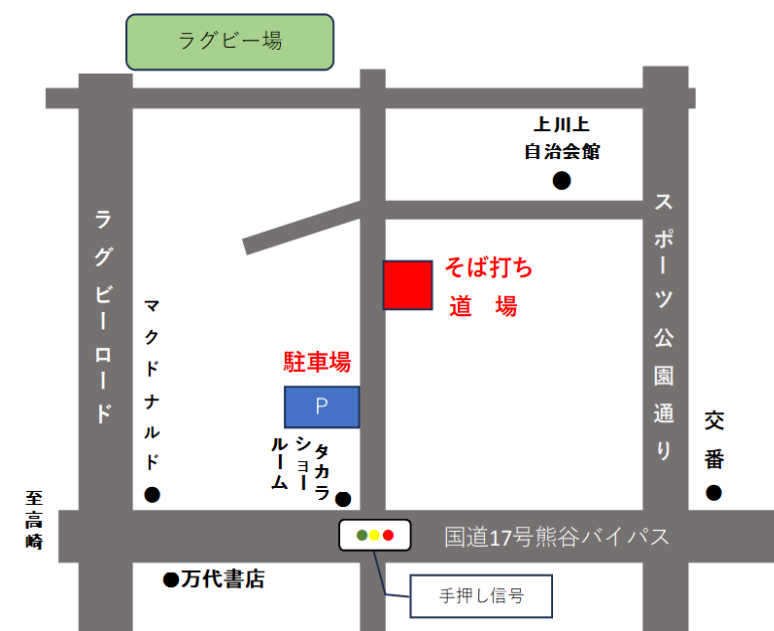 ラグビー場
上川上
自治会館
ラグビーロード
スポーツ公園通り
そば打ち
道　場
マクドナルド
駐車場
P
タカラ
ショー
ルーム
交番
至高崎
国道17号熊谷バイパス
万代書店
手押し信号